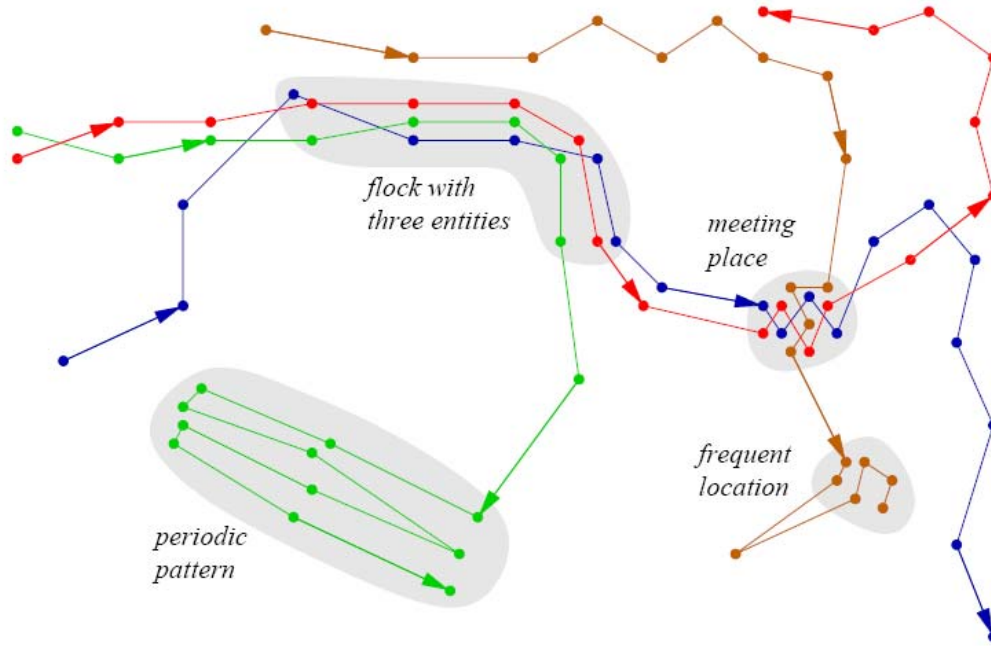 flock with
three entities
meeting
place
frequent
location
periodic
pattern